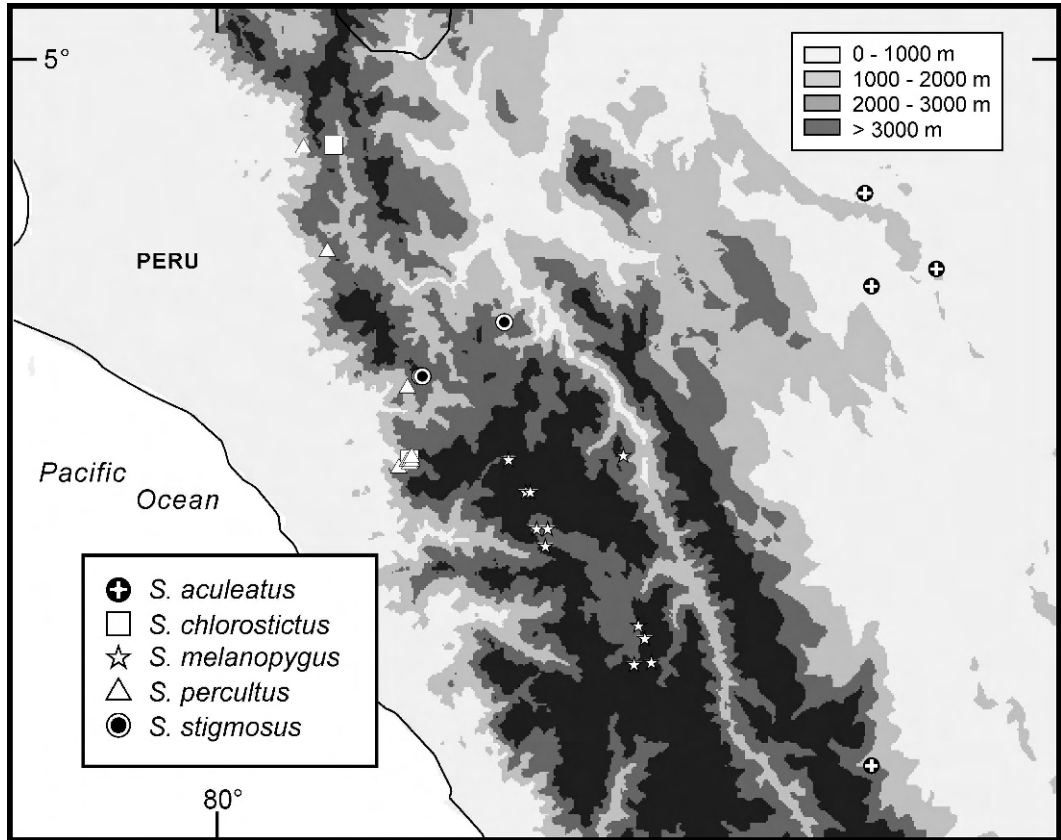 5°
0 - 1000 m
1000 - 2000 m
2000 - 3000 m
> 3000 m
PERU
Pacific
Ocean
S. aculeatus
S. chlorostictus
S. melanopygus
S. percultus
S. stigmosus
80°